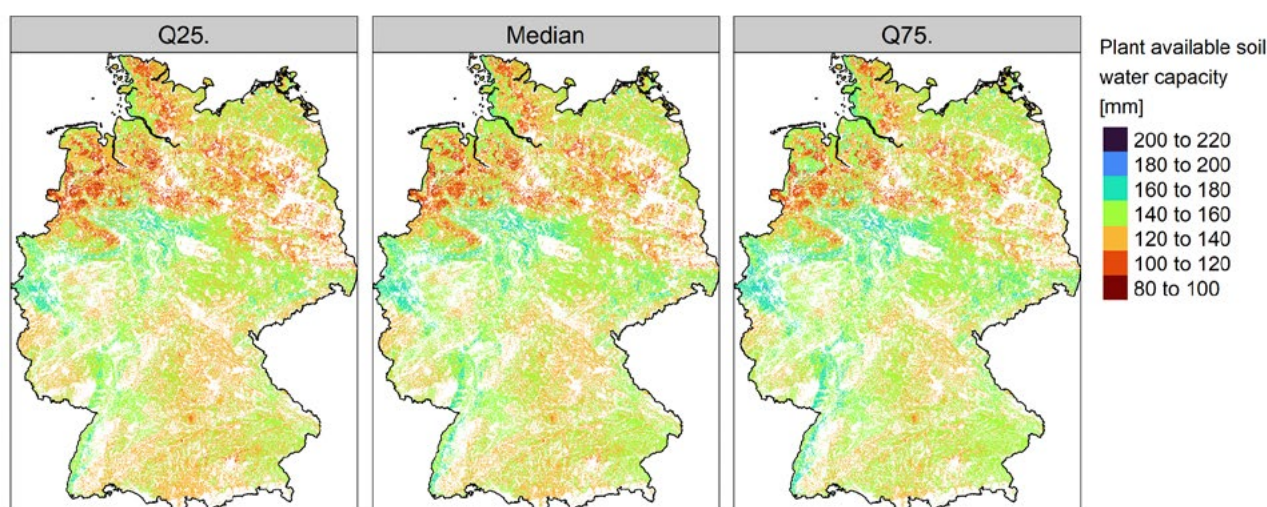 Q25.
Median
Q75.
Plant available soil
water capacity
[mm]
200 to 220
180 to 200
160 to 180
140 to 160
120 to 140
100 to 120
80 to 100